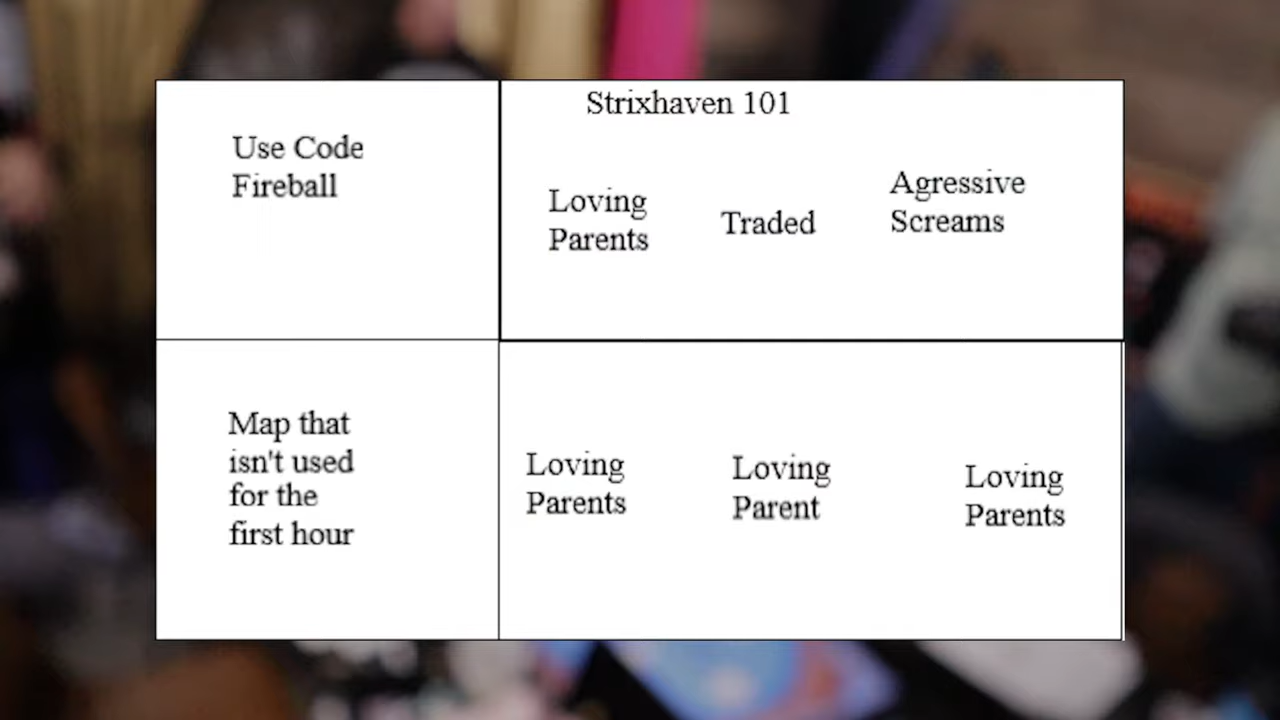 Use Code
Fireball
Strixhaven 101
Loving
Parents
Traded
Agressive
Screams
Map that
isn't used
for the
first hour
Loving
Parents
Loving
Parent
Loving
Parents